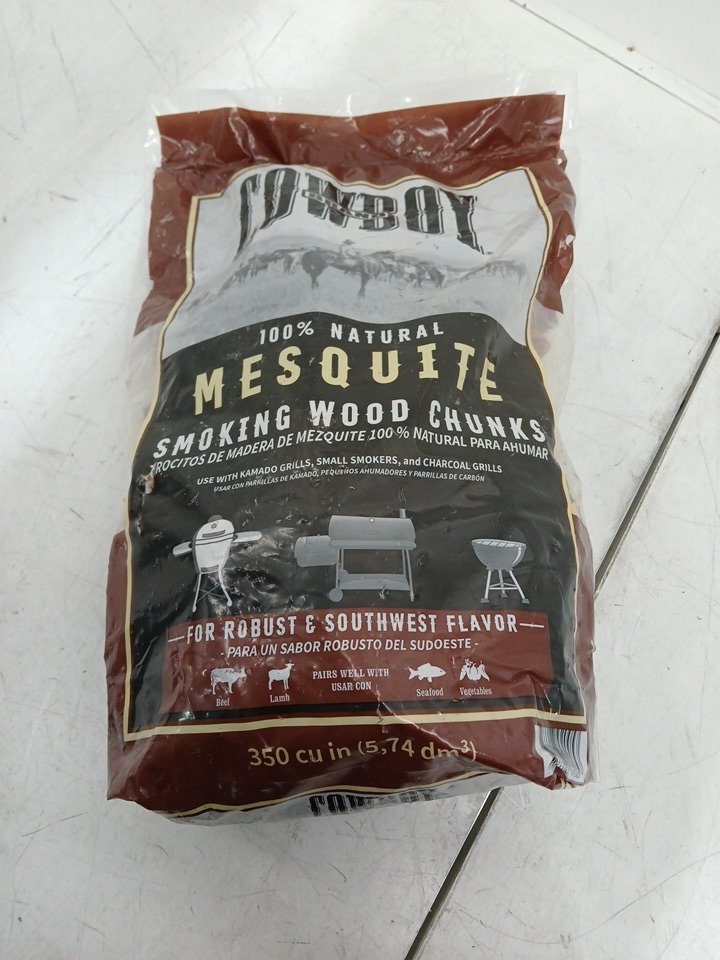 COWBOY
100% NATURAL
MESQUITE
SMOKING WOOD CHUNKS
TROCITOS DE MADERA DE MEZQUITE 100 % NATURAL PARA AHUMAR
USE WITH KAMADO GRILLS, SMALL SMOKERS, and CHARCOAL GRILLS
USAR CON PARRILLAS DE KAMADO, PEQUEÑOS AHUMADORES Y PARRILLAS DE CARBÓN
FOR ROBUST & SOUTHWEST FLAVOR
- PARA UN SABOR ROBUSTO DEL SUDOESTE -
Beef
Lamb
PAIRS WELL WITH
USAR CON
Seafood
Vegetables
350 cu in (5,74 dm³)
COWBOY